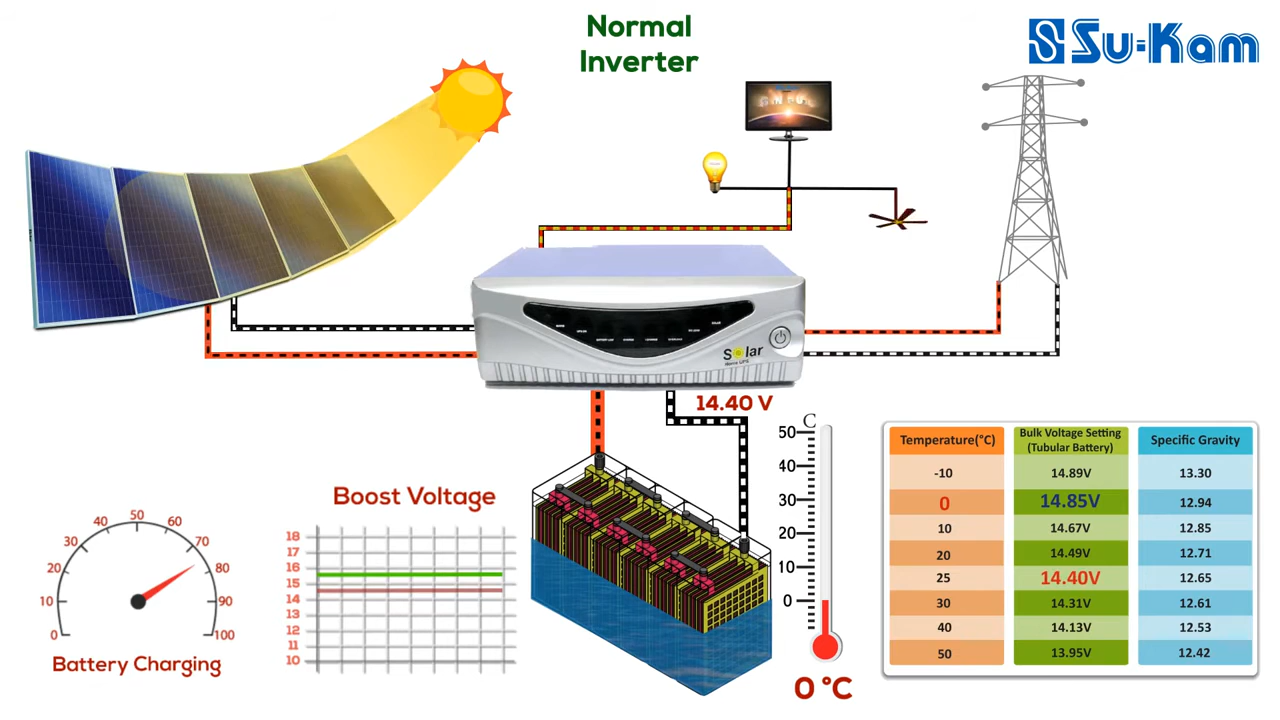 Normal
Inverter
Su-Kam
Solar
Home UPS
14.40 V
C
50
40
30
20
10
0
0 °C
Boost Voltage
18
17
16
15
14
13
12
11
10
0
10
20
30
40
50
60
70
80
90
100
Battery Charging
Temperature(°C) Bulk Voltage Setting (Tubular Battery) Specific Gravity
-10 14.89V 13.30
0 14.85V 12.94
10 14.67V 12.85
20 14.49V 12.71
25 14.40V 12.65
30 14.31V 12.61
40 14.13V 12.53
50 13.95V 12.42